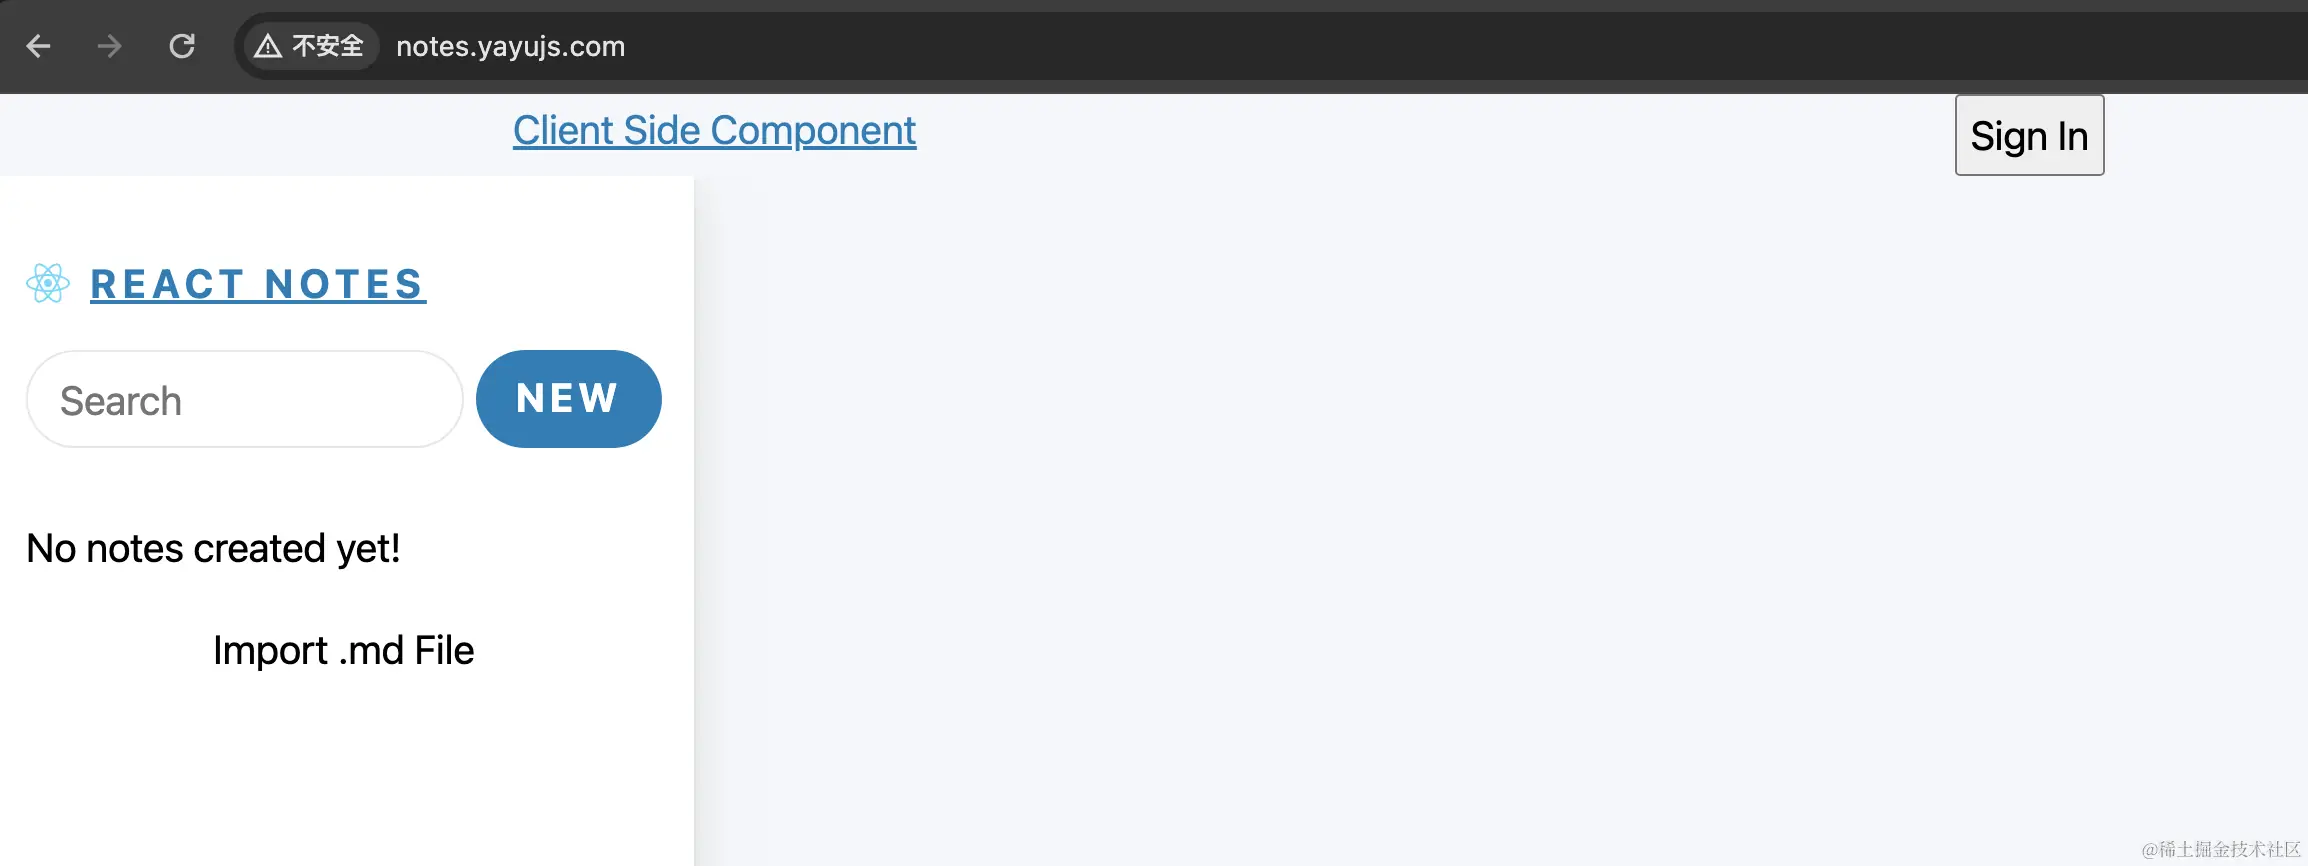 不安全 notes.yayujs.com
Client Side Component Sign In
REACT NOTES
Search NEW
No notes created yet!
Import .md File
@稀土掘金技术社区